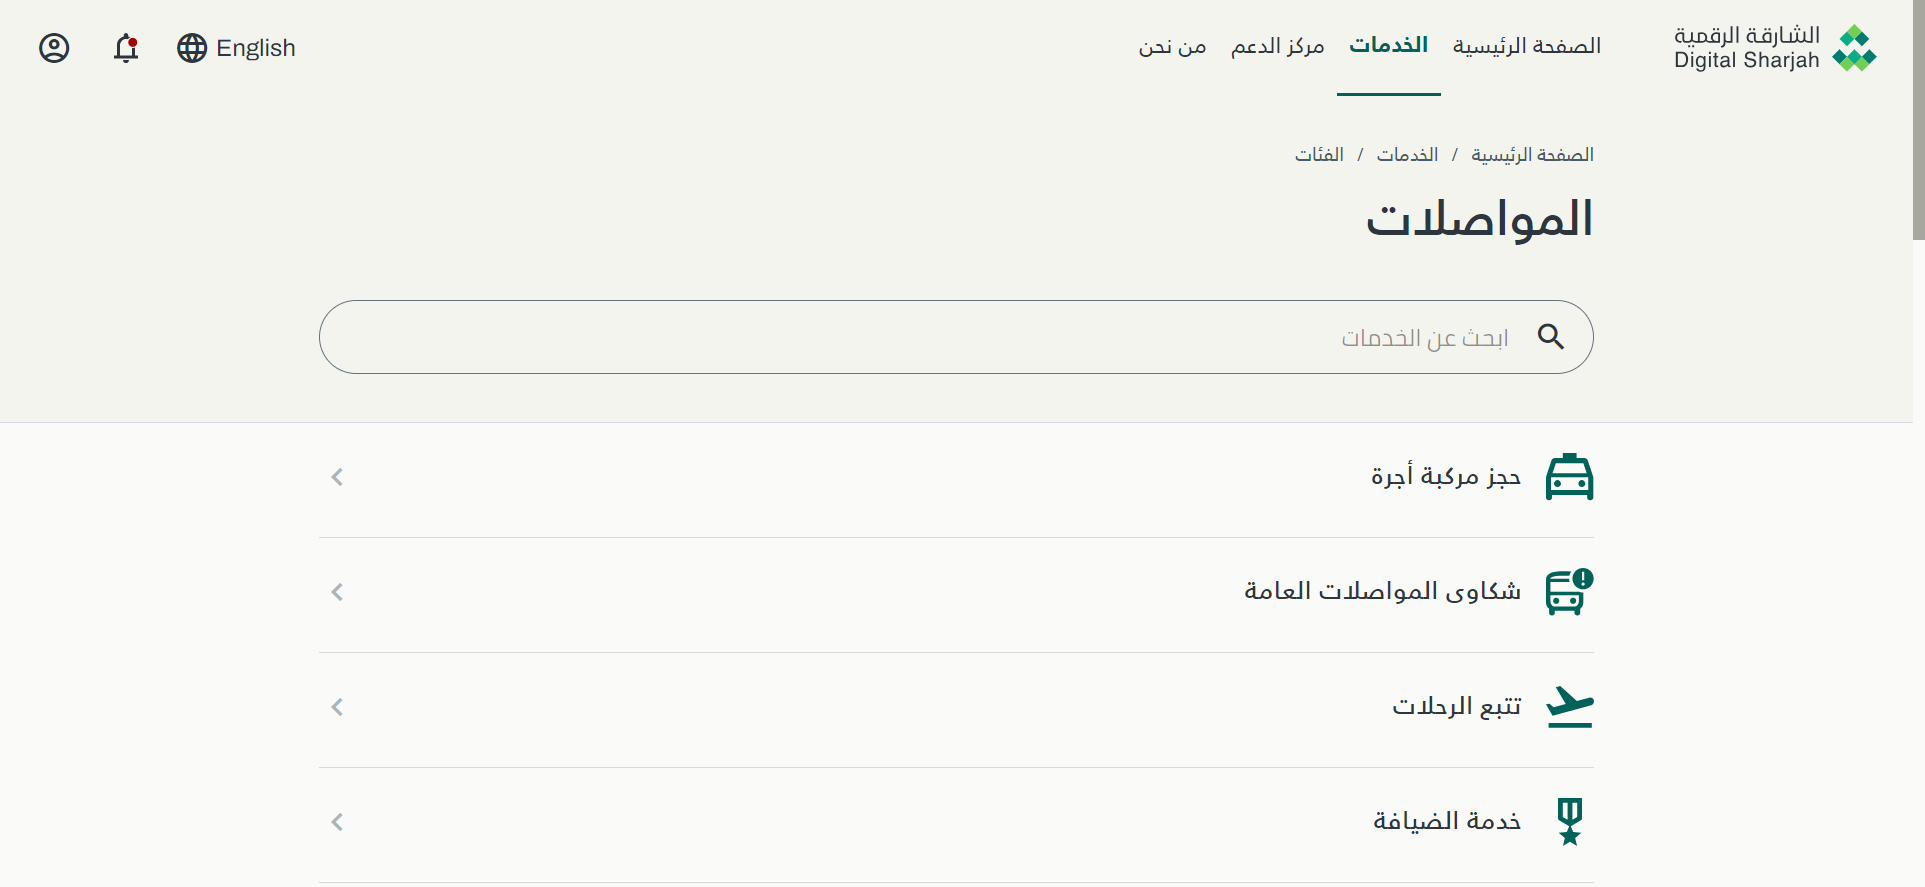 الشارقة الرقمية
Digital Sharjah
الصفحة الرئيسية
الخدمات
مركز الدعم
من نحن
English
الصفحة الرئيسية / الخدمات / الفئات
المواصلات
ابحث عن الخدمات
حجز مركبة أجرة
شكاوى المواصلات العامة
تتبع الرحلات
خدمة الضيافة